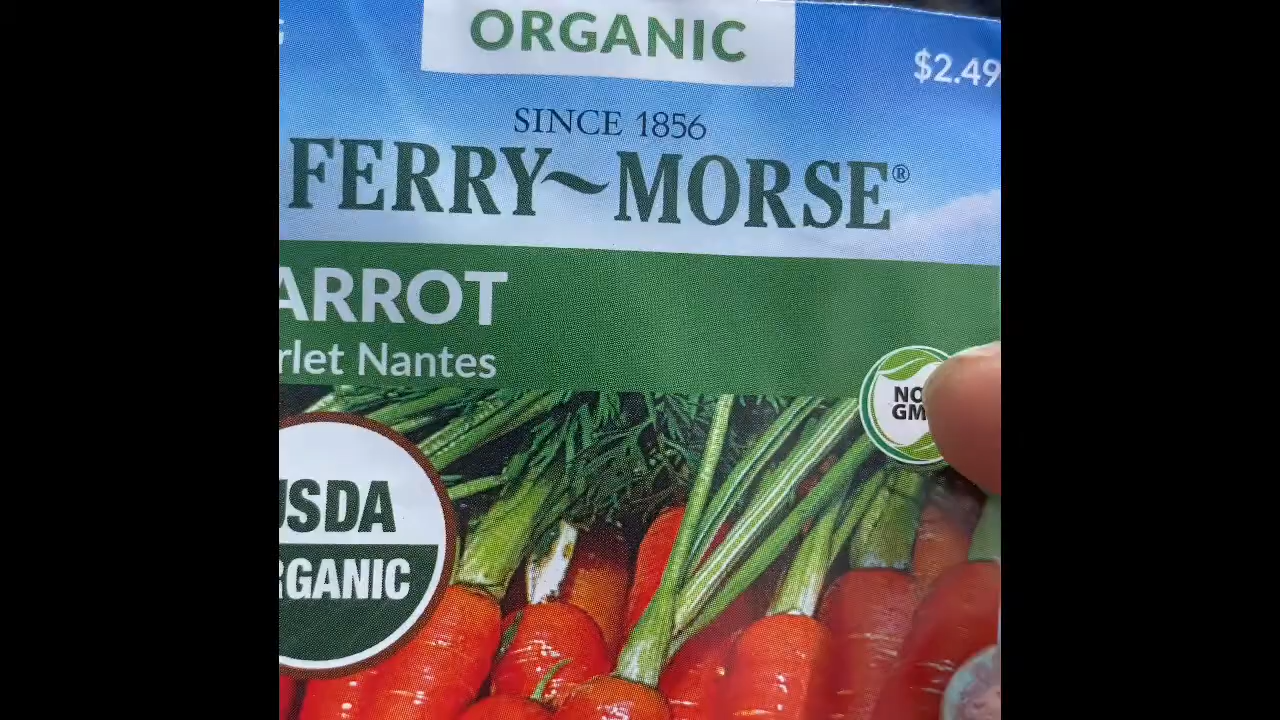 ORGANIC
$2.49
SINCE 1856
FERRY~MORSE®
ARROT
rlet Nantes
NO
GM
USDA
RGANIC